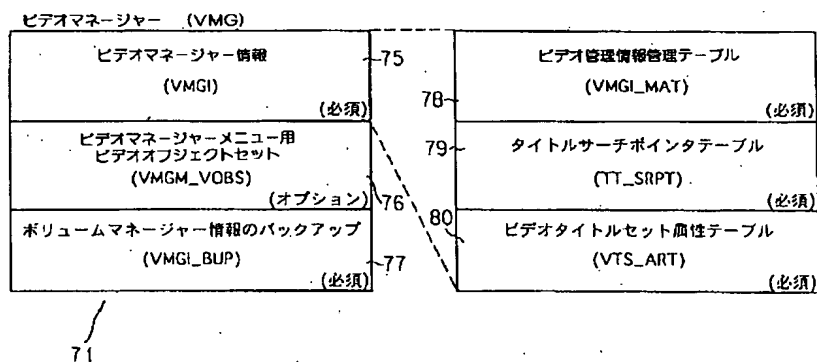 ビデオマネージャー (VMG)
ビデオマネージャー情報
75
(VMGI)
(必須)
ビデオマネージャーメニュー用
ビデオオブジェクトセット
(VMGM_VOBS)
(オプション)
76
ボリュームマネージャー情報のバックアップ
(VMGI_BUP)
77
(必須)
71
ビデオ管理情報管理テーブル
78
(VMGI_MAT)
(必須)
79
タイトルサーチポインタテーブル
(TT_SRPT)
(必須)
80
ビデオタイトルセット属性テーブル
(VTS_ART)
(必須)